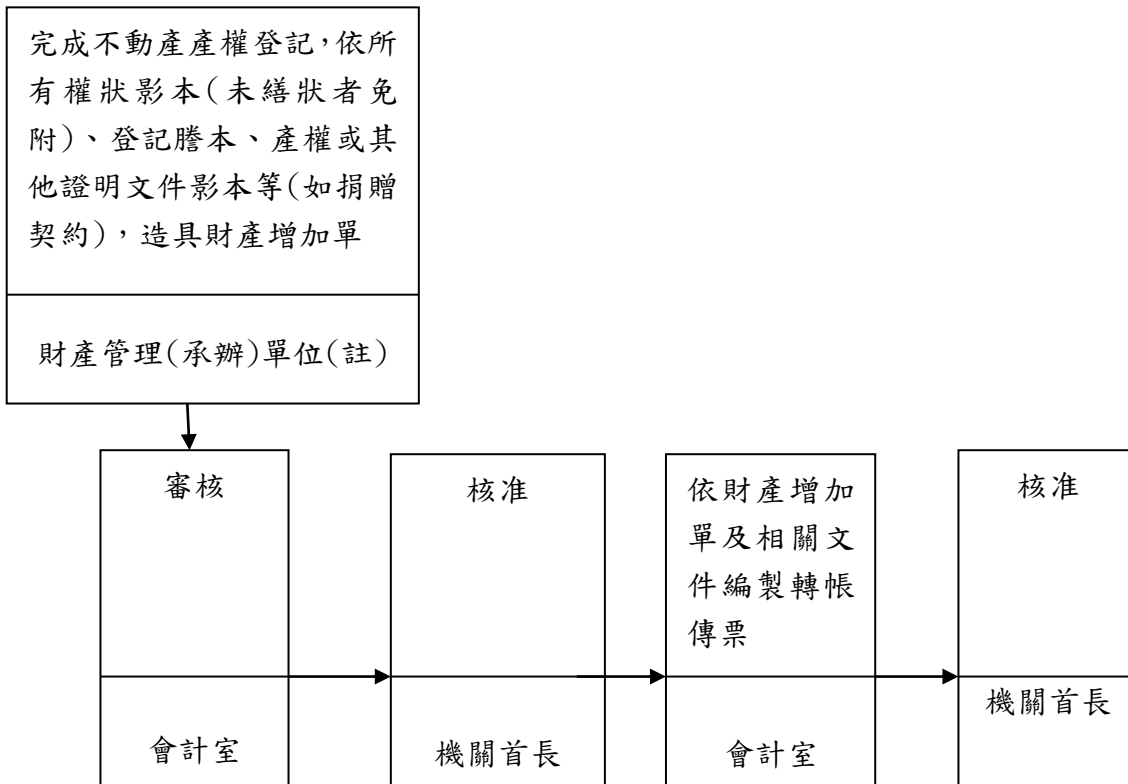 完成不動產產權登記，依所
有權狀影本(未繕狀者免
附)、登記謄本、產權或其
他證明文件影本等(如捐贈
契約)，造具財產增加單
財產管理(承辦)單位(註)
審核
會計室
核准
機關首長
依財產增加
單及相關文
件編製轉帳
傳票
會計室
核准
機關首長